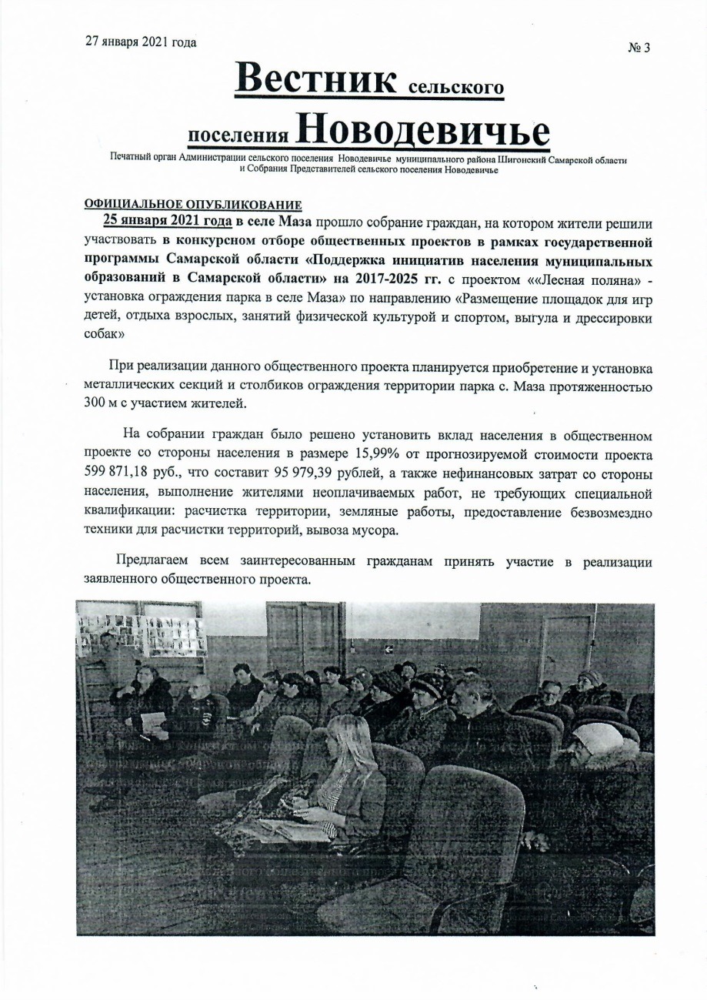 27 января 2021 года
№ 3
Вестник сельского
поселения Новодевичье
Печатный орган Администрации сельского поселения Новодевичье муниципального района Шигонский Самарской области
и Собрания Представителей сельского поселения Новодевичье
ОФИЦИАЛЬНОЕ ОПУБЛИКОВАНИЕ
25 января 2021 года в селе Маза прошло собрание граждан, на котором жители решили
участвовать в конкурсном отборе общественных проектов в рамках государственной
программы Самарской области «Поддержка инициатив населения муниципальных
образований в Самарской области» на 2017-2025 гг. с проектом ««Лесная поляна» -
установка ограждения парка в селе Маза» по направлению «Размещение площадок для игр
детей, отдыха взрослых, занятий физической культурой и спортом, выгула и дрессировки
собак»
При реализации данного общественного проекта планируется приобретение и установка
металлических секций и столбиков ограждения территории парка с. Маза протяженностью
300 м с участием жителей.
На собрании граждан было решено установить вклад населения в общественном
проекте со стороны населения в размере 15,99% от прогнозируемой стоимости проекта
599 871,18 руб., что составит 95 979,39 рублей, а также нефинансовых затрат со стороны
населения, выполнение жителями неоплачиваемых работ, не требующих специальной
квалификации: расчистка территории, земляные работы, предоставление безвозмездно
техники для расчистки территорий, вывоза мусора.
Предлагаем всем заинтересованным гражданам принять участие в реализации
заявленного общественного проекта.